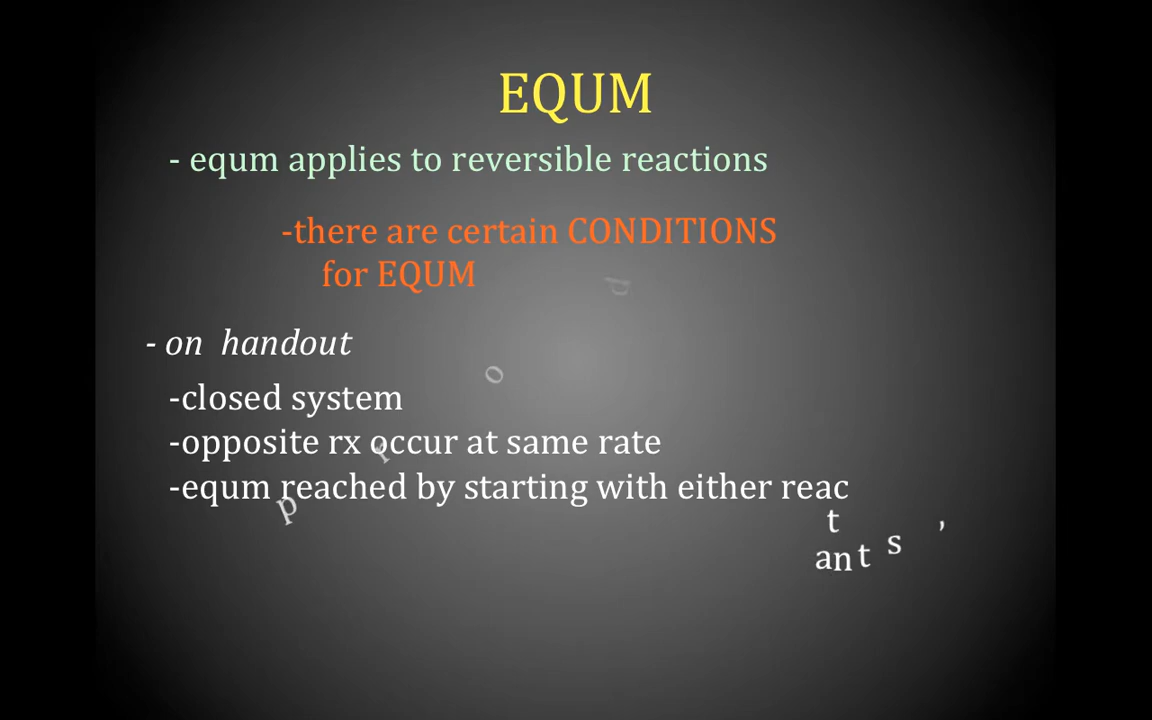 EQUM
- equm applies to reversible reactions
-there are certain CONDITIONS
for EQUM
- on handout
-closed system
-opposite rx occur at same rate
-equm reached by starting with either reac
tants,
p r o d